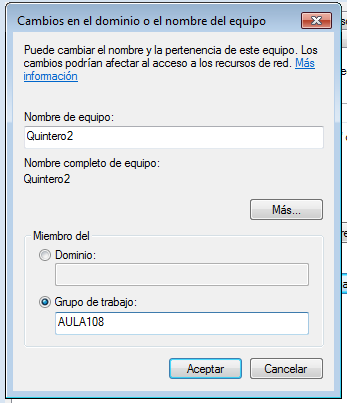 Cambios en el dominio o el nombre del equipo
Puede cambiar el nombre y la pertenencia de este equipo. Los
cambios podrían afectar al acceso a los recursos de red. Más
información
Nombre de equipo:
Quintero2
Nombre completo de equipo:
Quintero2
Más...
Miembro del
Dominio:
Grupo de trabajo:
AULA108
Aceptar
Cancelar